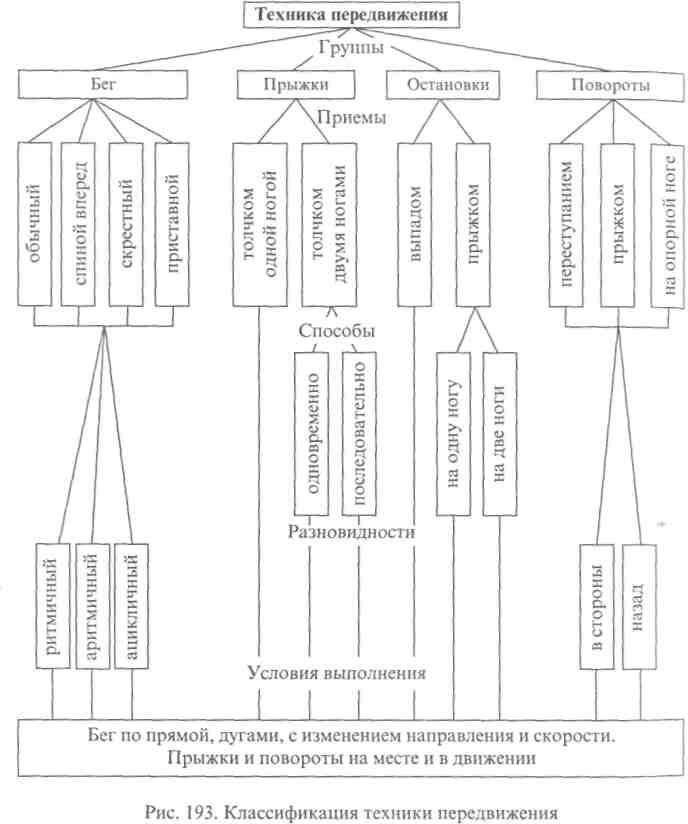 Техника передвижения
Группы
Бег
Прыжки
Остановки
Повороты
Приемы
обычный
спиной вперед
скрестный
приставной
толчком
одной ногой
толчком
двумя ногами
выпадом
прыжком
переступанием
прыжком
на опорной ноге
Способы
одновременно
последовательно
на одну ногу
на две ноги
Разновидности
ритмичный
аритмичный
ацикличный
в стороны
назад
Условия выполнения
Бег по прямой, дугами, с изменением направления и скорости.
Прыжки и повороты на месте и в движении
Рис. 193. Классификация техники передвижения